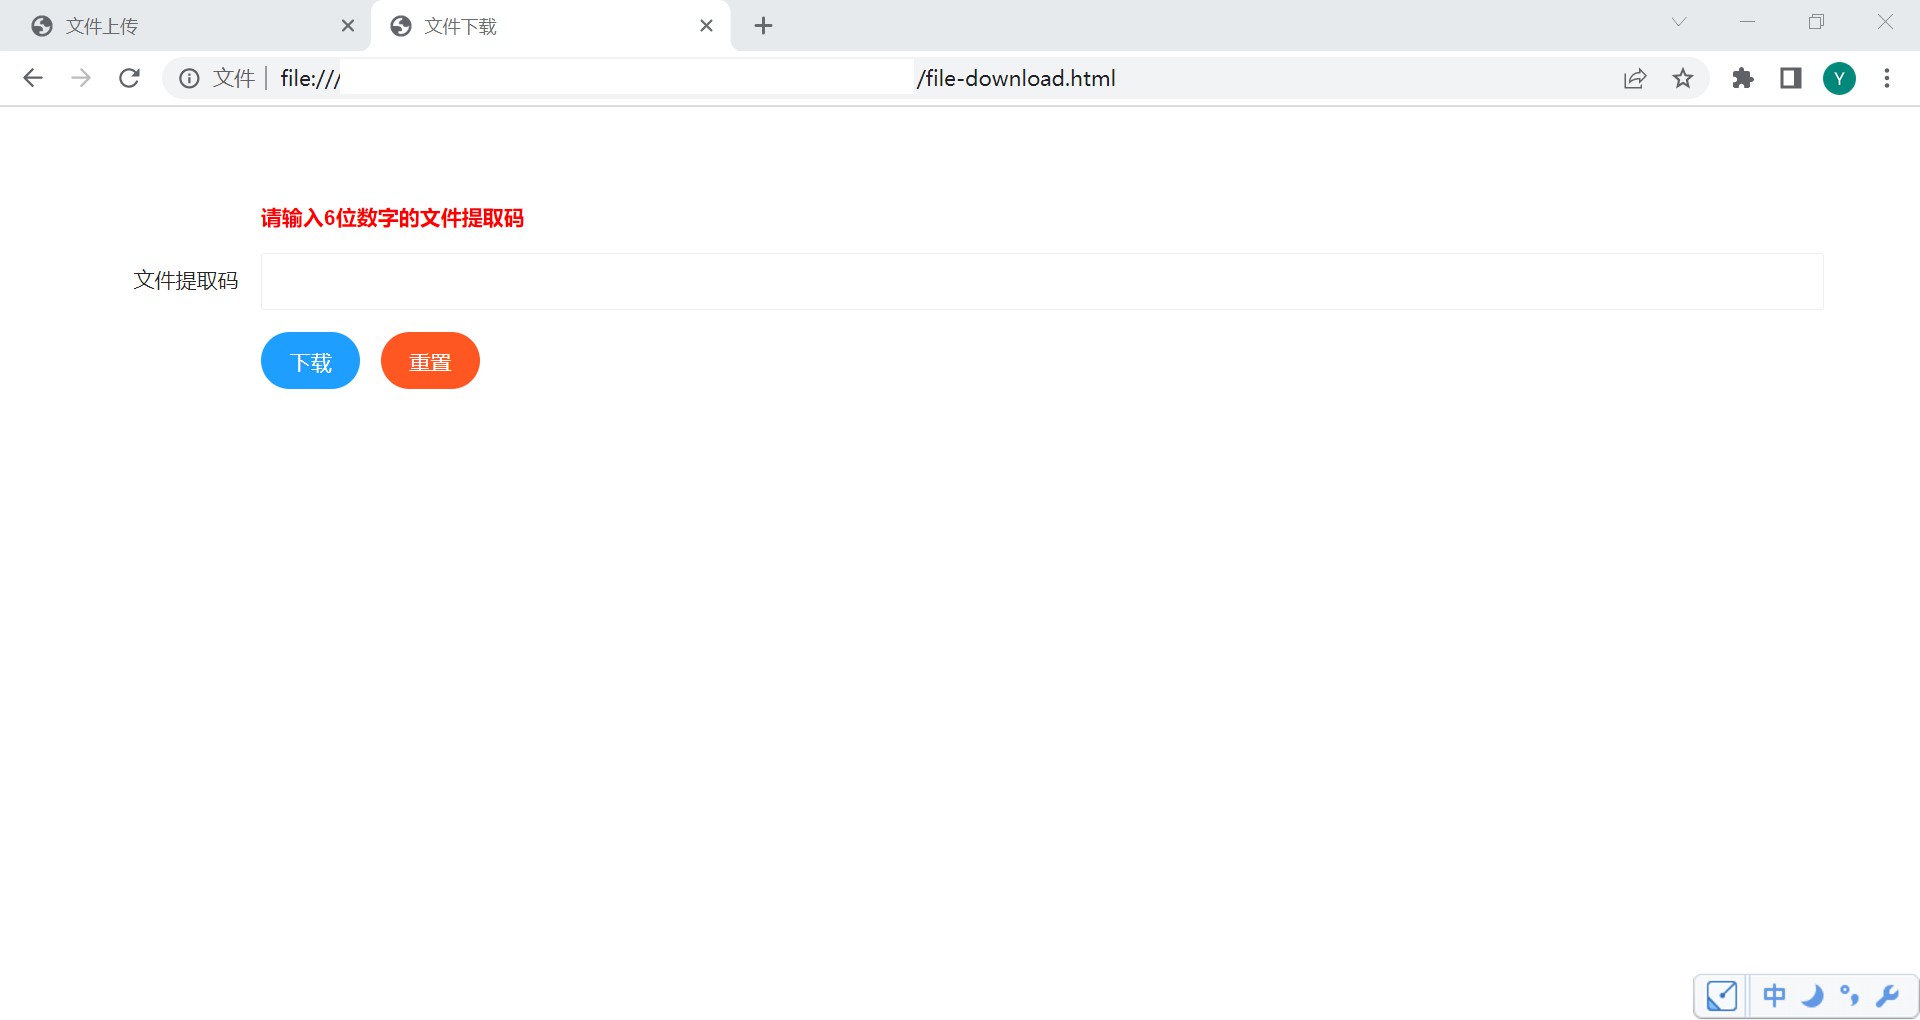 文件上传
文件下载
文件 file:/// /file-download.html
Y
请输入6位数字的文件提取码
文件提取码
下载 重置
中